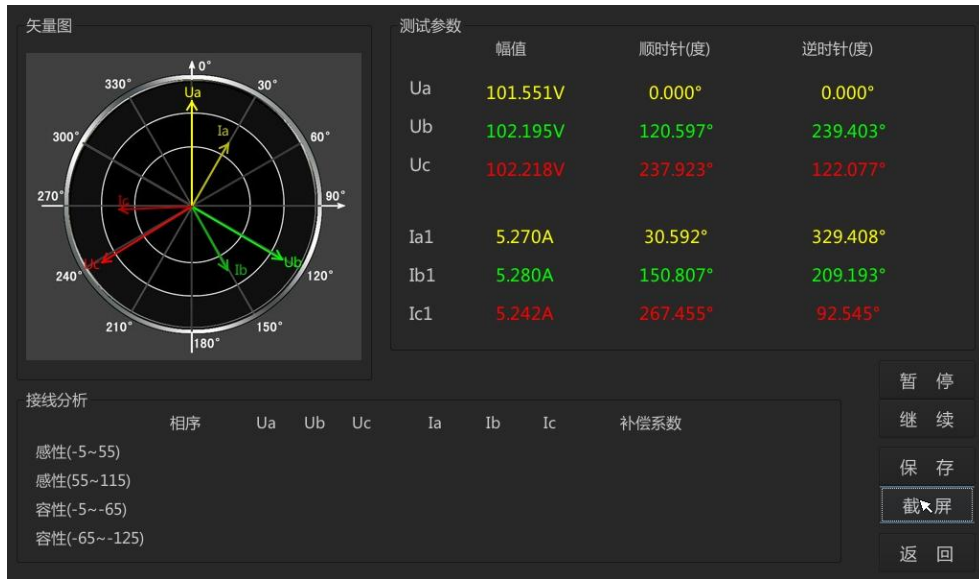 矢量图
0°
330°
30°
Ua
Ia
300°
60°
270°
90°
Ic
Uc
Ib
Ub
240°
120°
210°
150°
180°
测试参数
幅值 顺时针(度) 逆时针(度)
Ua 101.551V 0.000° 0.000°
Ub 102.195V 120.597° 239.403°
Uc 102.218V 237.923° 122.077°
Ia1 5.270A 30.592° 329.408°
Ib1 5.280A 150.807° 209.193°
Ic1 5.242A 267.455° 92.545°
接线分析
相序 Ua Ub Uc Ia Ib Ic 补偿系数
感性(-5~55)
感性(55~115)
容性(-5~-65)
容性(-65~-125)
暂 停
继 续
保 存
截 屏
返 回